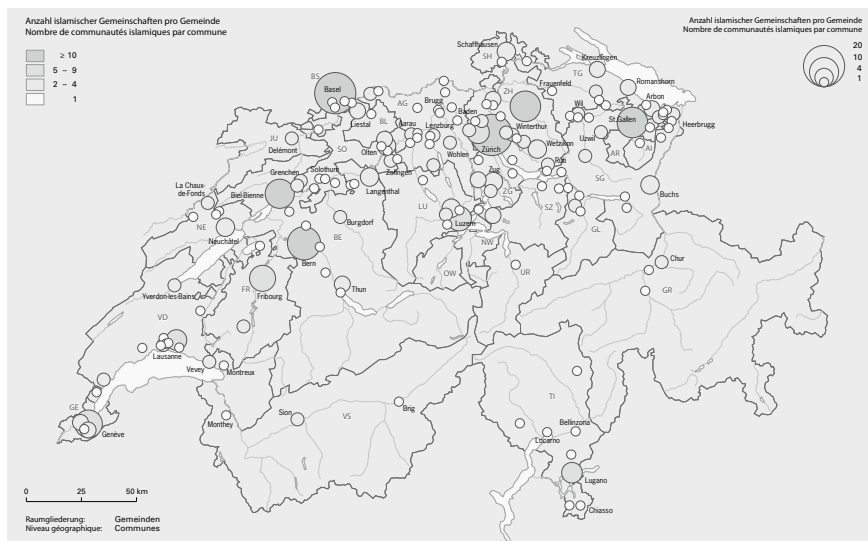 Anzahl islamischer Gemeinschaften pro Gemeinde
Nombre de communautés islamiques par commune
≥ 10
5 – 9
2 – 4
1
Anzahl islamischer Gemeinschaften pro Gemeinde
Nombre de communautés islamiques par commune
20
10
4
1
Schaffhausen
SH
Kreuzlingen
TG
Romanshorn
BS
Basel
ZH
Frauenfeld
Arbon
AG
Brugg
Baden
Wil
Liestal
BL
Aarau
Lenzburg
Winterthur
St.Gallen
Heerbrugg
JU
Delémont
SO
Olten
Wohlen
Zürich
Wetzikon
Uzwil
AR
AI
Zofingen
Rüti
Grenchen
Solothurn
Zug
SG
La Chaux-
de-Fonds
Biel-Bienne
Langenthal
ZG
Buchs
LU
SZ
NE
Neuchâtel
Burgdorf
Luzern
BE
GL
NW
Bern
OW
UR
Chur
FR
Fribourg
Thun
GR
Yverdon-les-Bains
VD
Lausanne
Vevey
Montreux
TI
GE
Genève
Monthey
Sion
VS
Brig
Bellinzona
Locarno
Lugano
Chiasso
0 25 50 km
Raumgliederung: Gemeinden
Niveau géographique: Communes